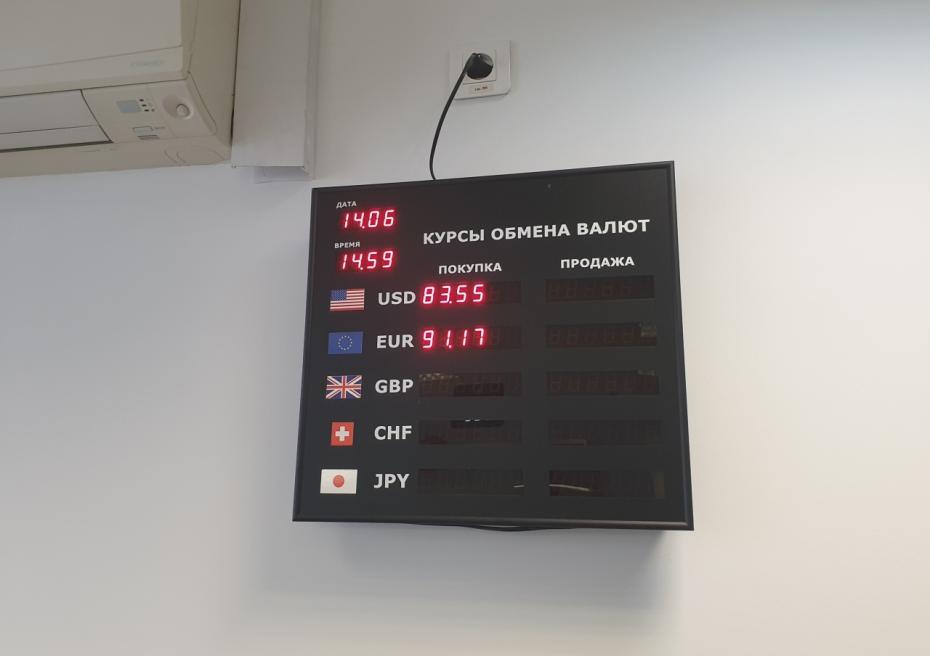 ДАТА
14.06
ВРЕМЯ
14.59
КУРСЫ ОБМЕНА ВАЛЮТ
ПОКУПКА ПРОДАЖА
USD 83.55
EUR 91.17
GBP
CHF
JPY